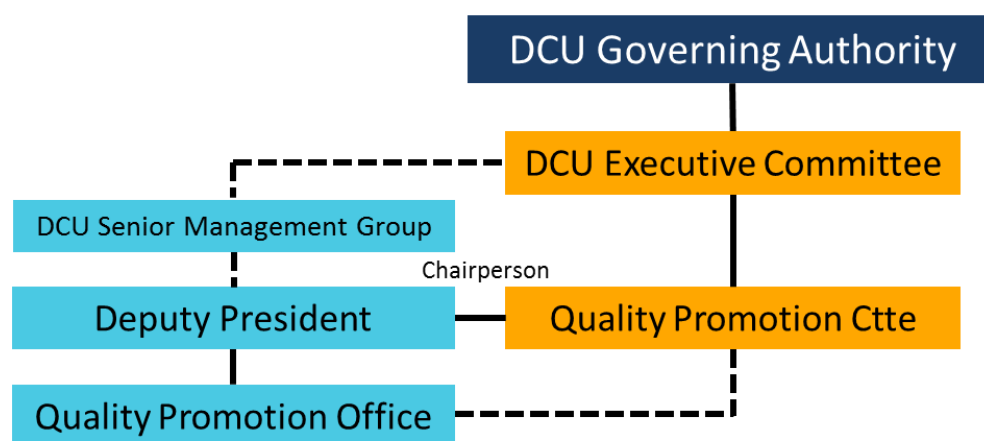 DCU Governing Authority
DCU Executive Committee
DCU Senior Management Group
Chairperson
Deputy President
Quality Promotion Ctte
Quality Promotion Office